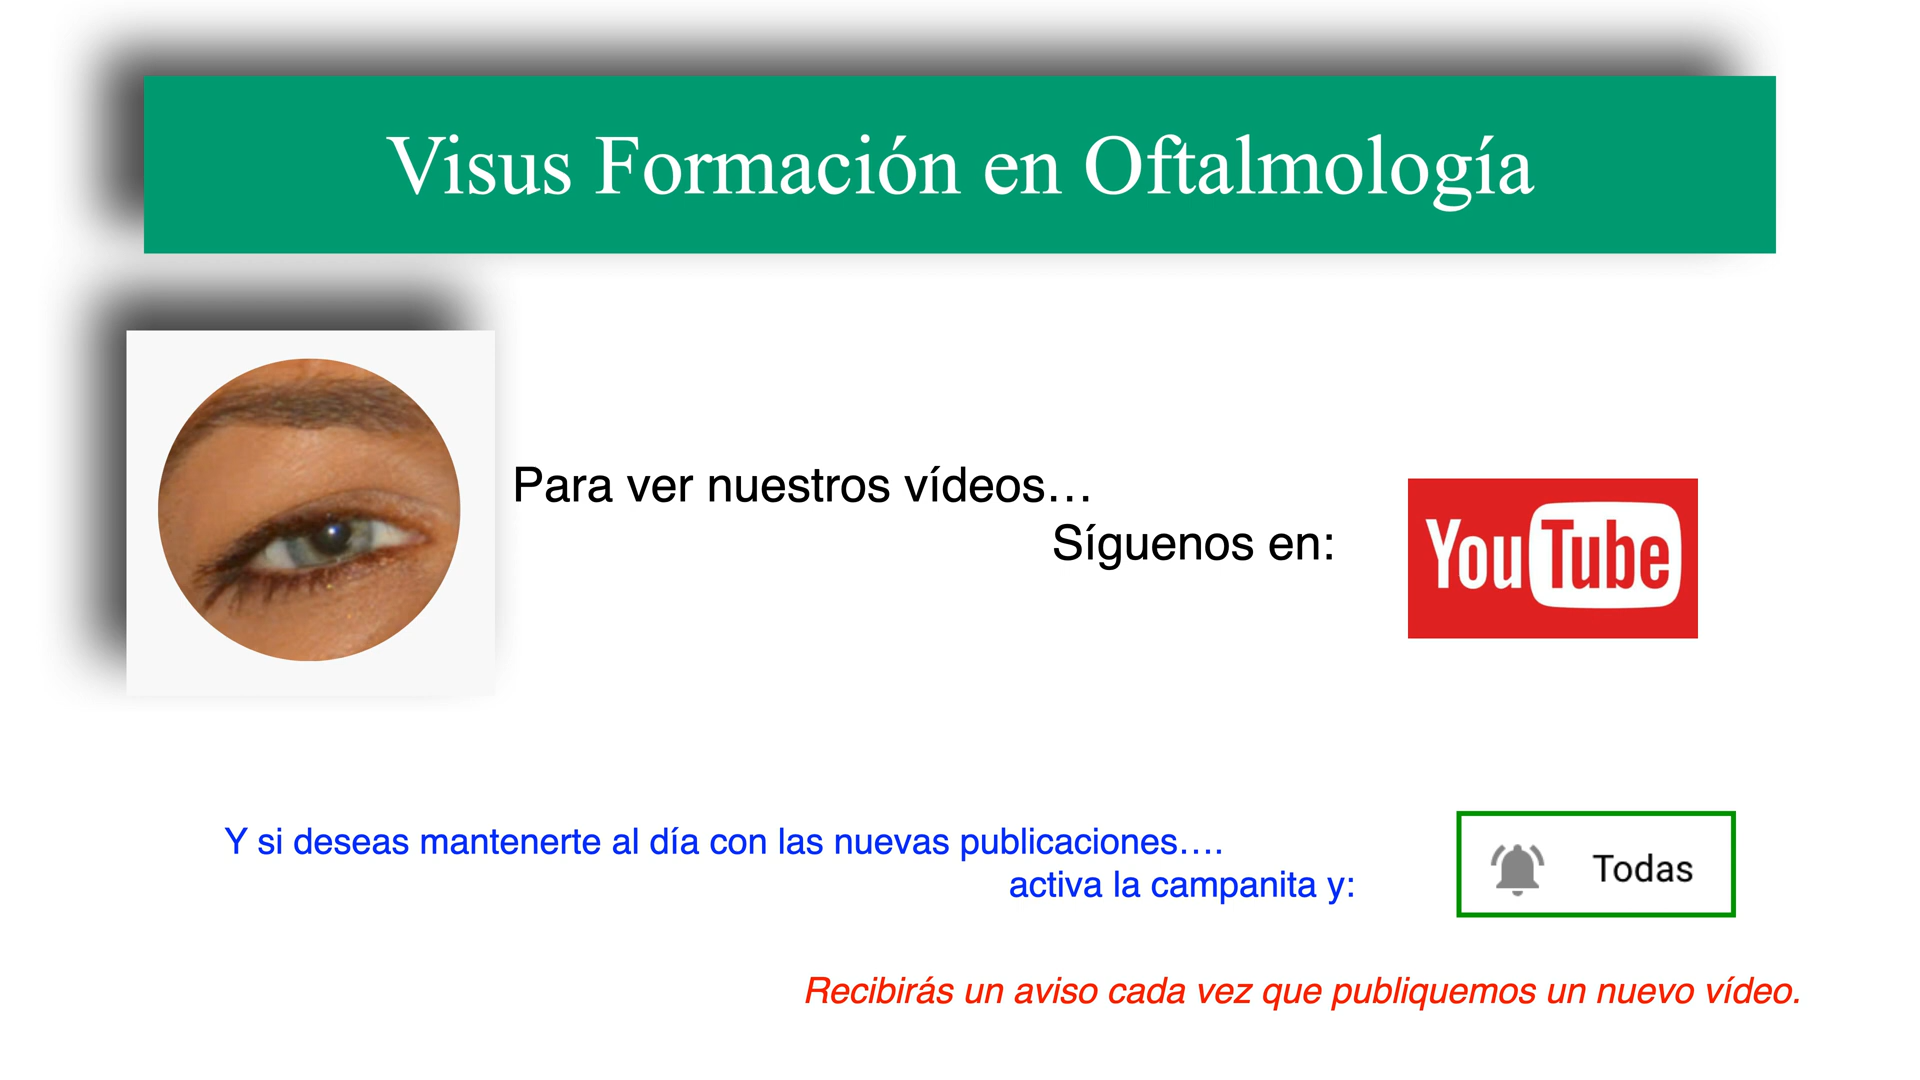 Visus Formación en Oftalmología
Para ver nuestros vídeos…
Síguenos en:
YouTube
Y si deseas mantenerte al día con las nuevas publicaciones….
activa la campanita y:
Todas
Recibirás un aviso cada vez que publiquemos un nuevo vídeo.